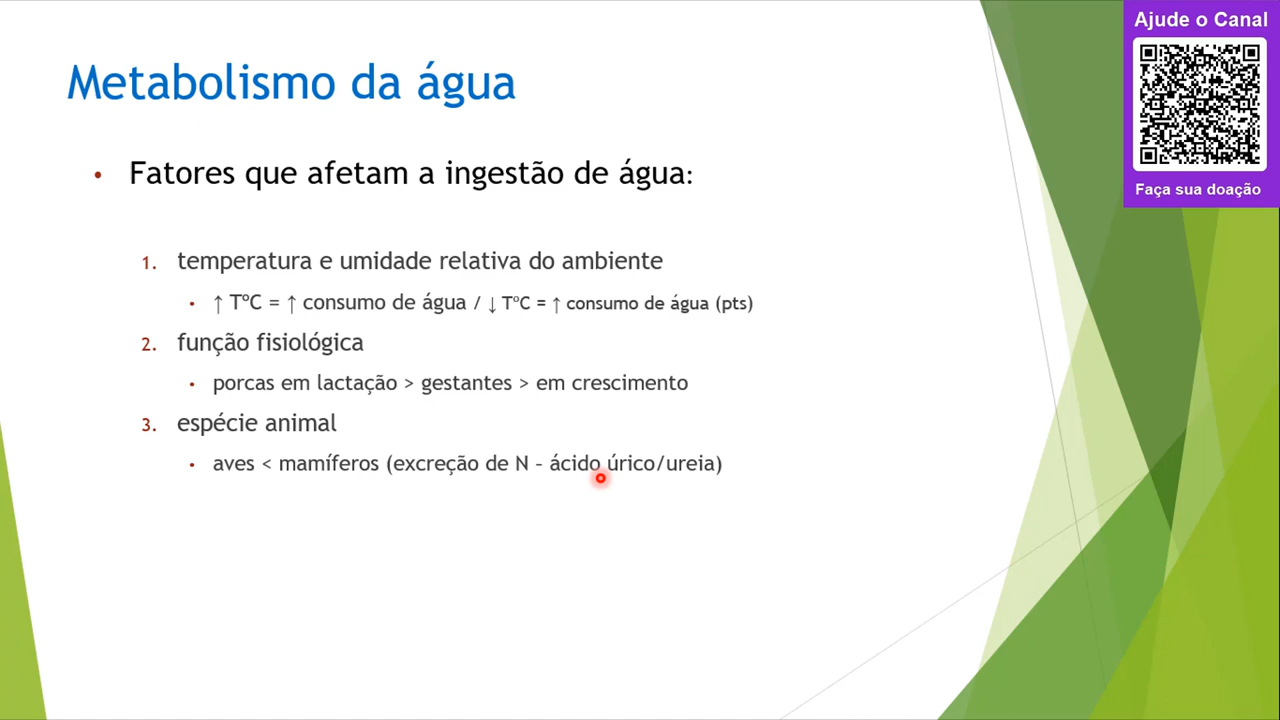 Ajude o Canal
Metabolismo da água
• Fatores que afetam a ingestão de água:
Faça sua doação
1. temperatura e umidade relativa do ambiente
• ↑ TºC = ↑ consumo de água / ↓ TºC = ↑ consumo de água (pts)
2. função fisiológica
• porcas em lactação > gestantes > em crescimento
3. espécie animal
• aves < mamíferos (excreção de N – ácido úrico/ureia)